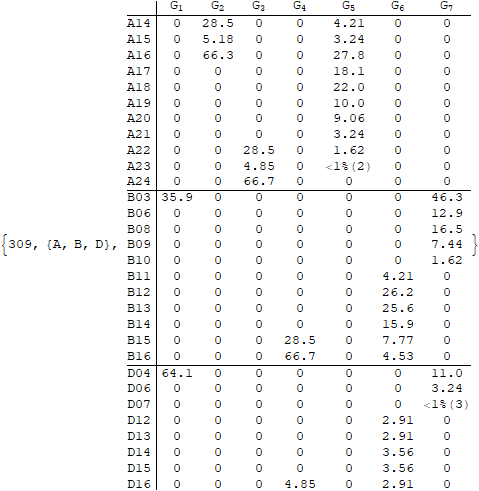 G1 G2 G3 G4 G5 G6 G7
A14 0 28.5 0 0 4.21 0 0
A15 0 5.18 0 0 3.24 0 0
A16 0 66.3 0 0 27.8 0 0
A17 0 0 0 0 18.1 0 0
A18 0 0 0 0 22.0 0 0
A19 0 0 0 0 10.0 0 0
A20 0 0 0 0 9.06 0 0
A21 0 0 0 0 3.24 0 0
A22 0 0 28.5 0 1.62 0 0
A23 0 0 4.85 0 <1%(2) 0 0
A24 0 0 66.7 0 0 0 0
B03 35.9 0 0 0 0 0 46.3
B06 0 0 0 0 0 0 12.9
B08 0 0 0 0 0 0 16.5
{309, {A, B, D}, B09 0 0 0 0 0 0 7.44 }
B10 0 0 0 0 0 0 1.62
B11 0 0 0 0 0 4.21 0
B12 0 0 0 0 0 26.2 0
B13 0 0 0 0 0 25.6 0
B14 0 0 0 0 0 15.9 0
B15 0 0 0 28.5 0 7.77 0
B16 0 0 0 66.7 0 4.53 0
D04 64.1 0 0 0 0 0 11.0
D06 0 0 0 0 0 0 3.24
D07 0 0 0 0 0 0 <1%(3)
D12 0 0 0 0 0 2.91 0
D13 0 0 0 0 0 2.91 0
D14 0 0 0 0 0 3.56 0
D15 0 0 0 0 0 3.56 0
D16 0 0 0 4.85 0 2.91 0